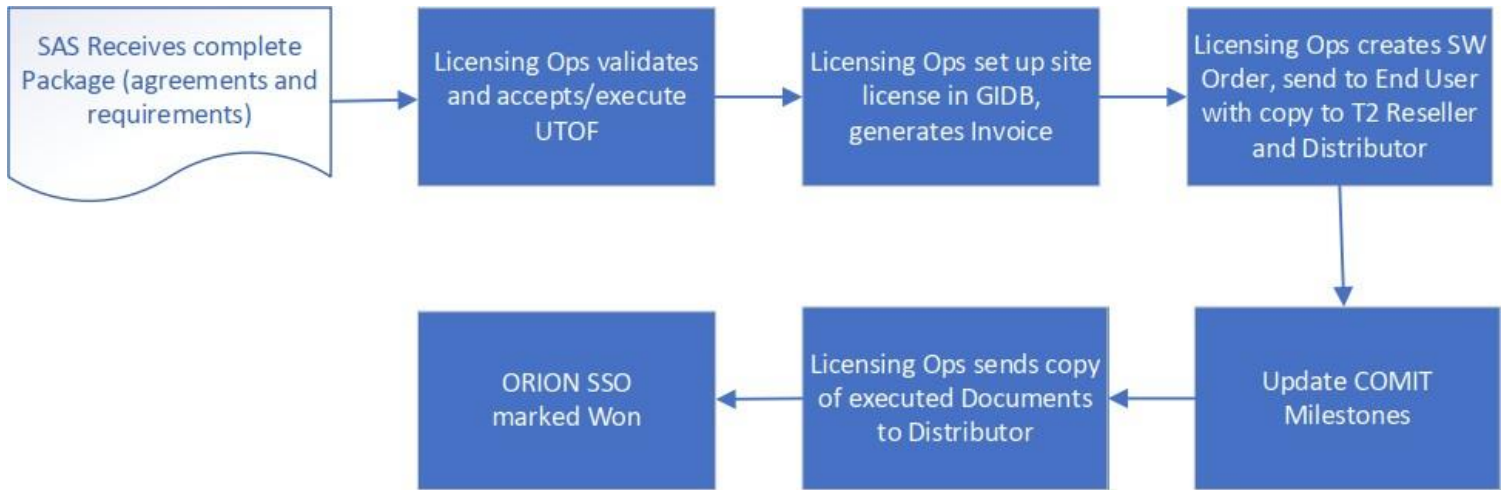 SAS Receives complete
Package (agreements and
requirements)
Licensing Ops validates
and accepts/execute
UTOF
Licensing Ops set up site
license in GIDB,
generates Invoice
Licensing Ops creates SW
Order, send to End User
with copy to T2 Reseller
and Distributor
Update COMIT
Milestones
Licensing Ops sends copy
of executed Documents
to Distributor
ORION SSO
marked Won